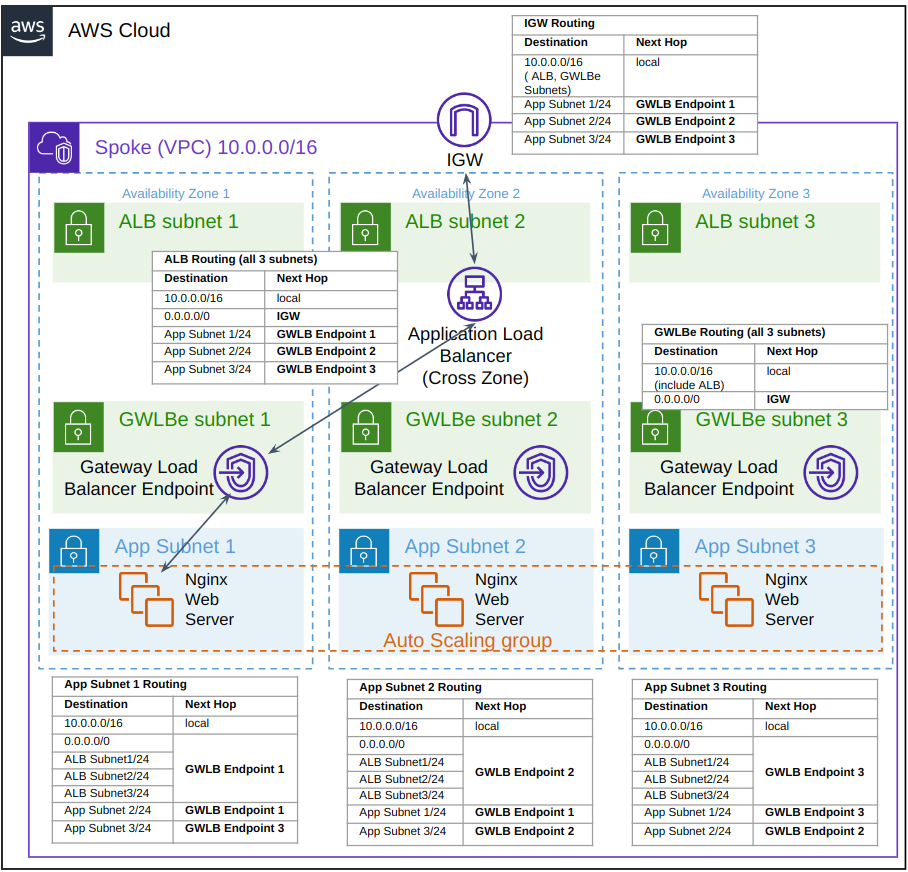 aws
AWS Cloud
IGW Routing
Destination Next Hop
10.0.0.0/16 local
( ALB, GWLBe
Subnets)
App Subnet 1/24 GWLB Endpoint 1
App Subnet 2/24 GWLB Endpoint 2
App Subnet 3/24 GWLB Endpoint 3
Spoke (VPC) 10.0.0.0/16
IGW
Availability Zone 1
Availability Zone 2
Availability Zone 3
ALB subnet 1
ALB subnet 2
ALB subnet 3
ALB Routing (all 3 subnets)
Destination Next Hop
10.0.0.0/16 local
0.0.0.0/0 IGW
App Subnet 1/24 GWLB Endpoint 1
App Subnet 2/24 GWLB Endpoint 2
App Subnet 3/24 GWLB Endpoint 3
Application Load
Balancer
(Cross Zone)
GWLBe Routing (all 3 subnets)
Destination Next Hop
10.0.0.0/16 local
(include ALB)
0.0.0.0/0 IGW
GWLBe subnet 1
Gateway Load
Balancer Endpoint
GWLBe subnet 2
Gateway Load
Balancer Endpoint
GWLBe subnet 3
Gateway Load
Balancer Endpoint
App Subnet 1
Nginx
Web
Server
App Subnet 2
Nginx
Web
Server
App Subnet 3
Nginx
Web
Server
Auto Scaling group
App Subnet 1 Routing
Destination Next Hop
10.0.0.0/16 local
0.0.0.0/0
ALB Subnet1/24
ALB Subnet2/24
ALB Subnet3/24
GWLB Endpoint 1
App Subnet 2/24 GWLB Endpoint 1
App Subnet 3/24 GWLB Endpoint 3
App Subnet 2 Routing
Destination Next Hop
10.0.0.0/16 local
0.0.0.0/0
ALB Subnet1/24
ALB Subnet2/24
ALB Subnet3/24
GWLB Endpoint 2
App Subnet 1/24 GWLB Endpoint 1
App Subnet 3/24 GWLB Endpoint 2
App Subnet 3 Routing
Destination Next Hop
10.0.0.0/16 local
0.0.0.0/0
ALB Subnet1/24
ALB Subnet2/24
ALB Subnet3/24
GWLB Endpoint 3
App Subnet 1/24 GWLB Endpoint 3
App Subnet 2/24 GWLB Endpoint 2